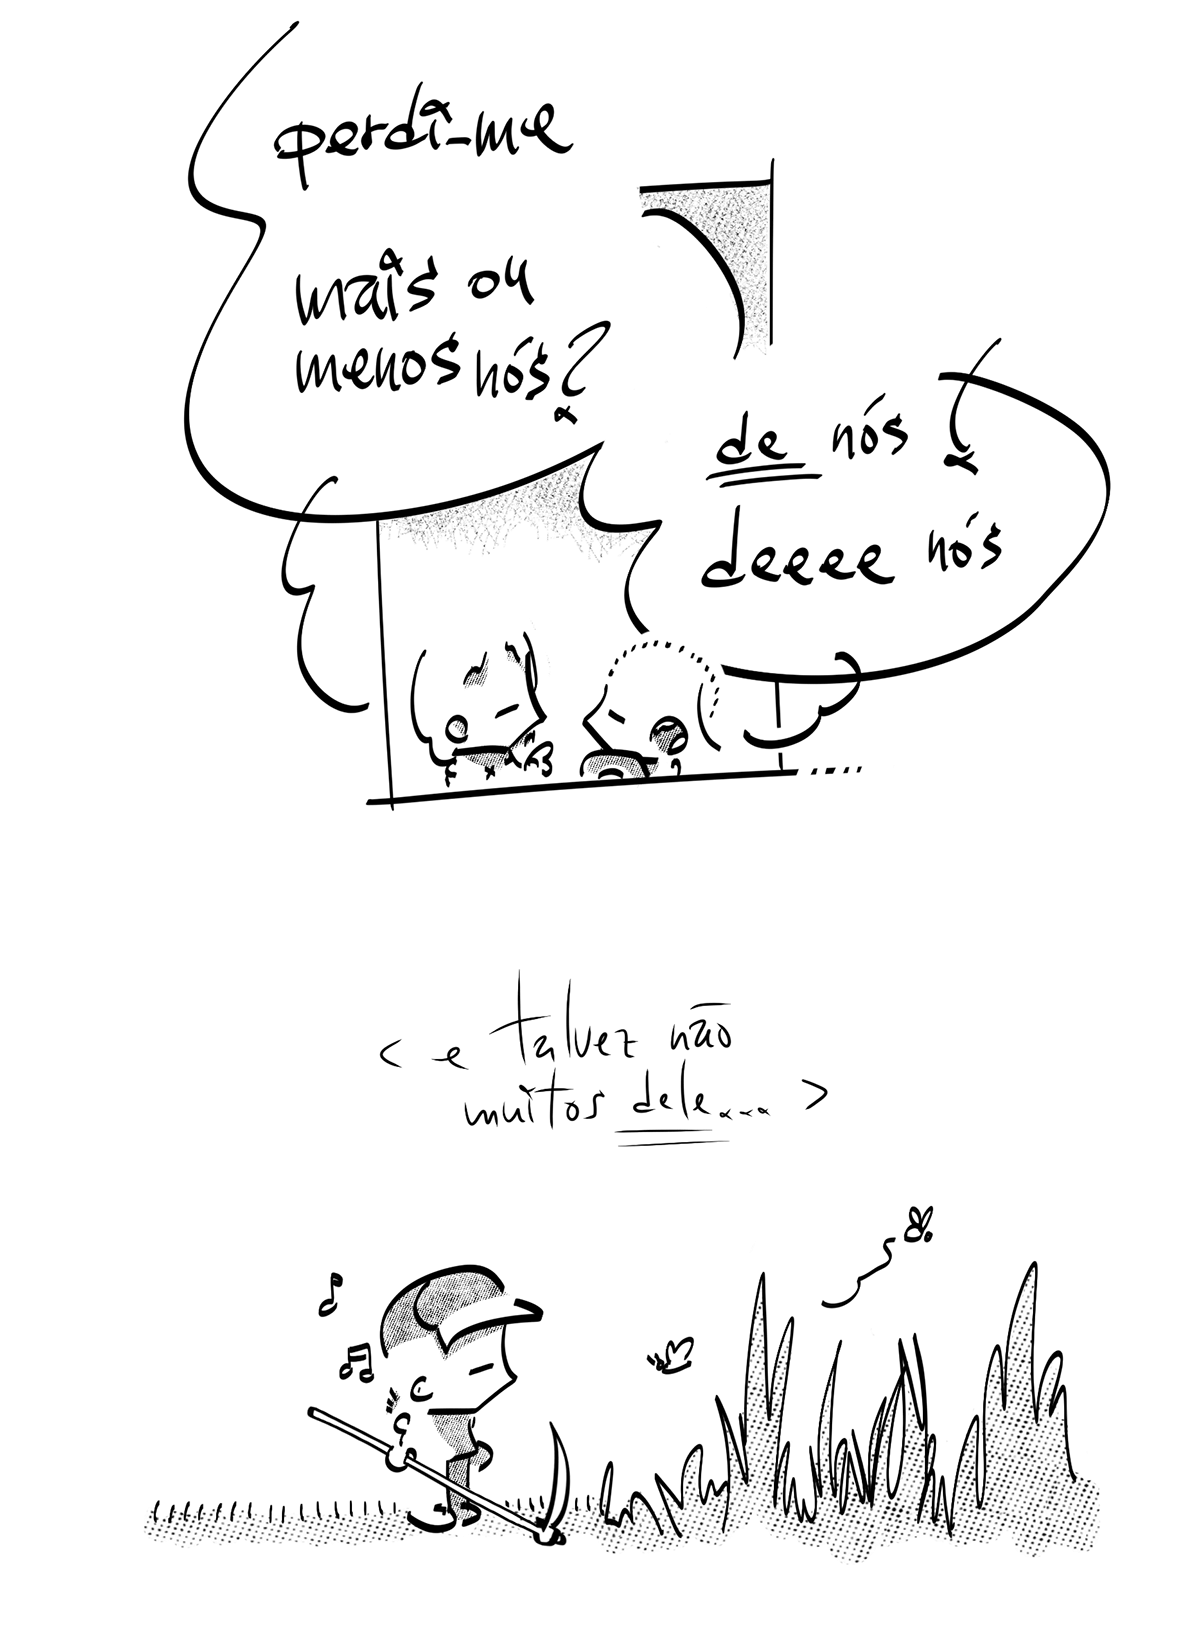 perdi-me
mais ou
menos nós?
de nós!
deeee nós
< e talvez não
muitos dele... >